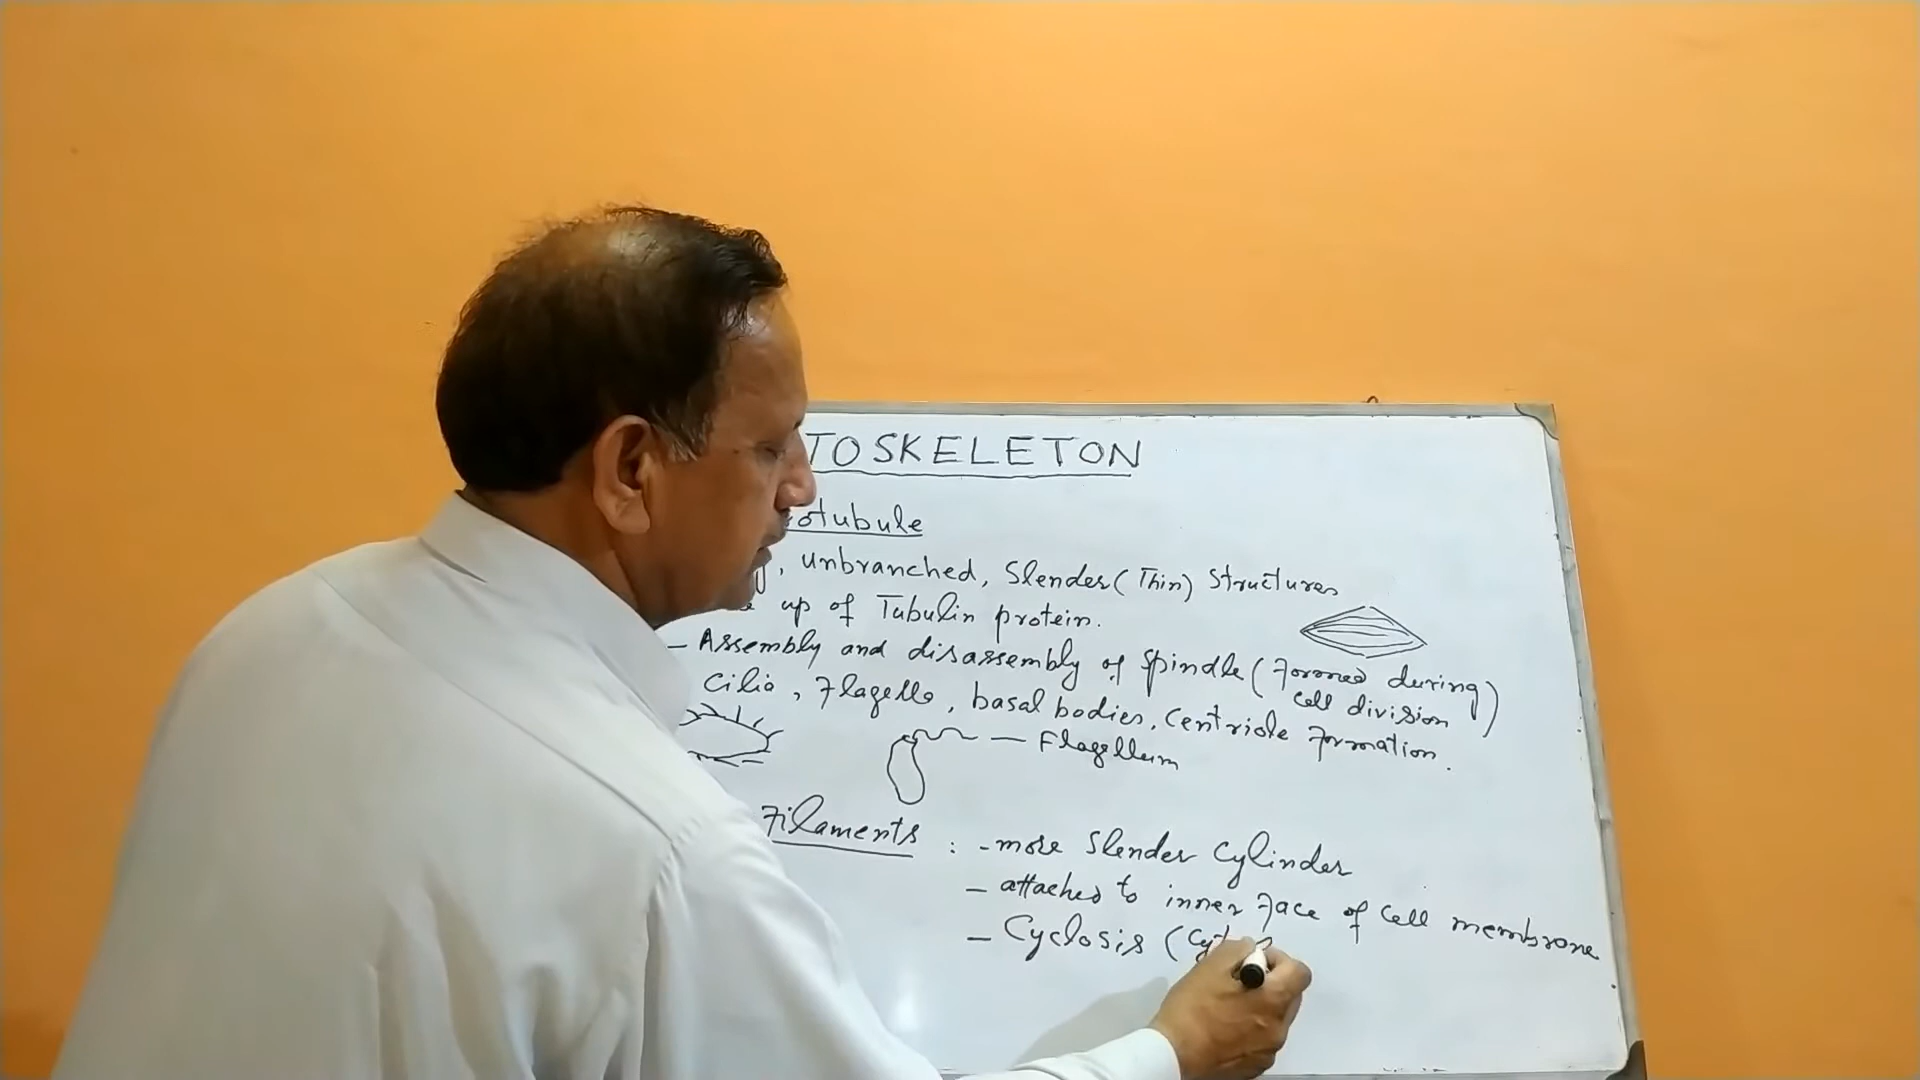 TOSKELETON
otubule
, unbranched, Slender (Thin) Structures
up of Tubulin protein.
- Assembly and disassembly of Spindle (Formed during
cell division)
Cilia, Flagella, basal bodies, Centriole Formation.
— Flagellum
Filaments : - more Slender Cylinder
- attached to inner Face of Cell membrane
- Cyclosis (Cyt